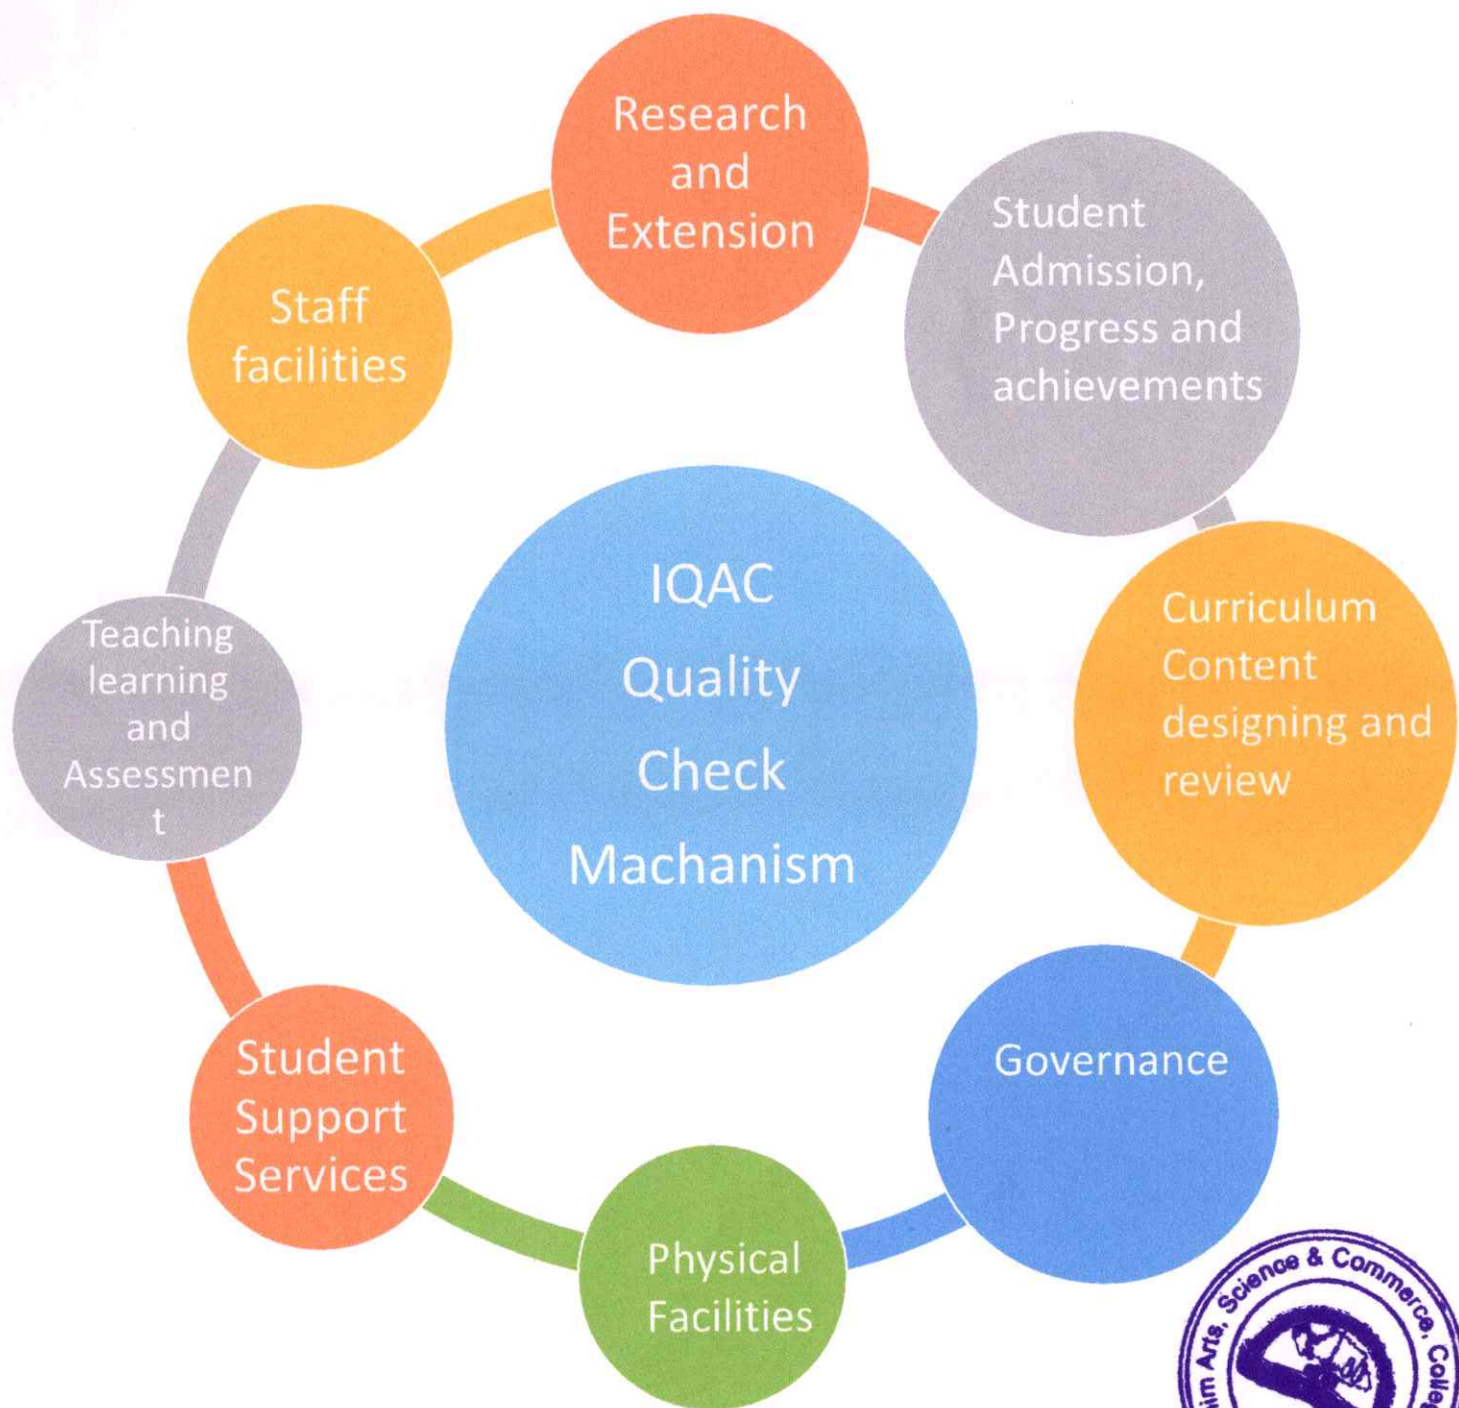 Research
and
Extension
Student
Admission,
Progress and
achievements
Curriculum
Content
designing and
review
Governance
Physical
Facilities
Student
Support
Services
Teaching
learning
and
Assessmen
t
Staff
facilities
IQAC
Quality
Check
Machanism
Arts, Science & Commerce,